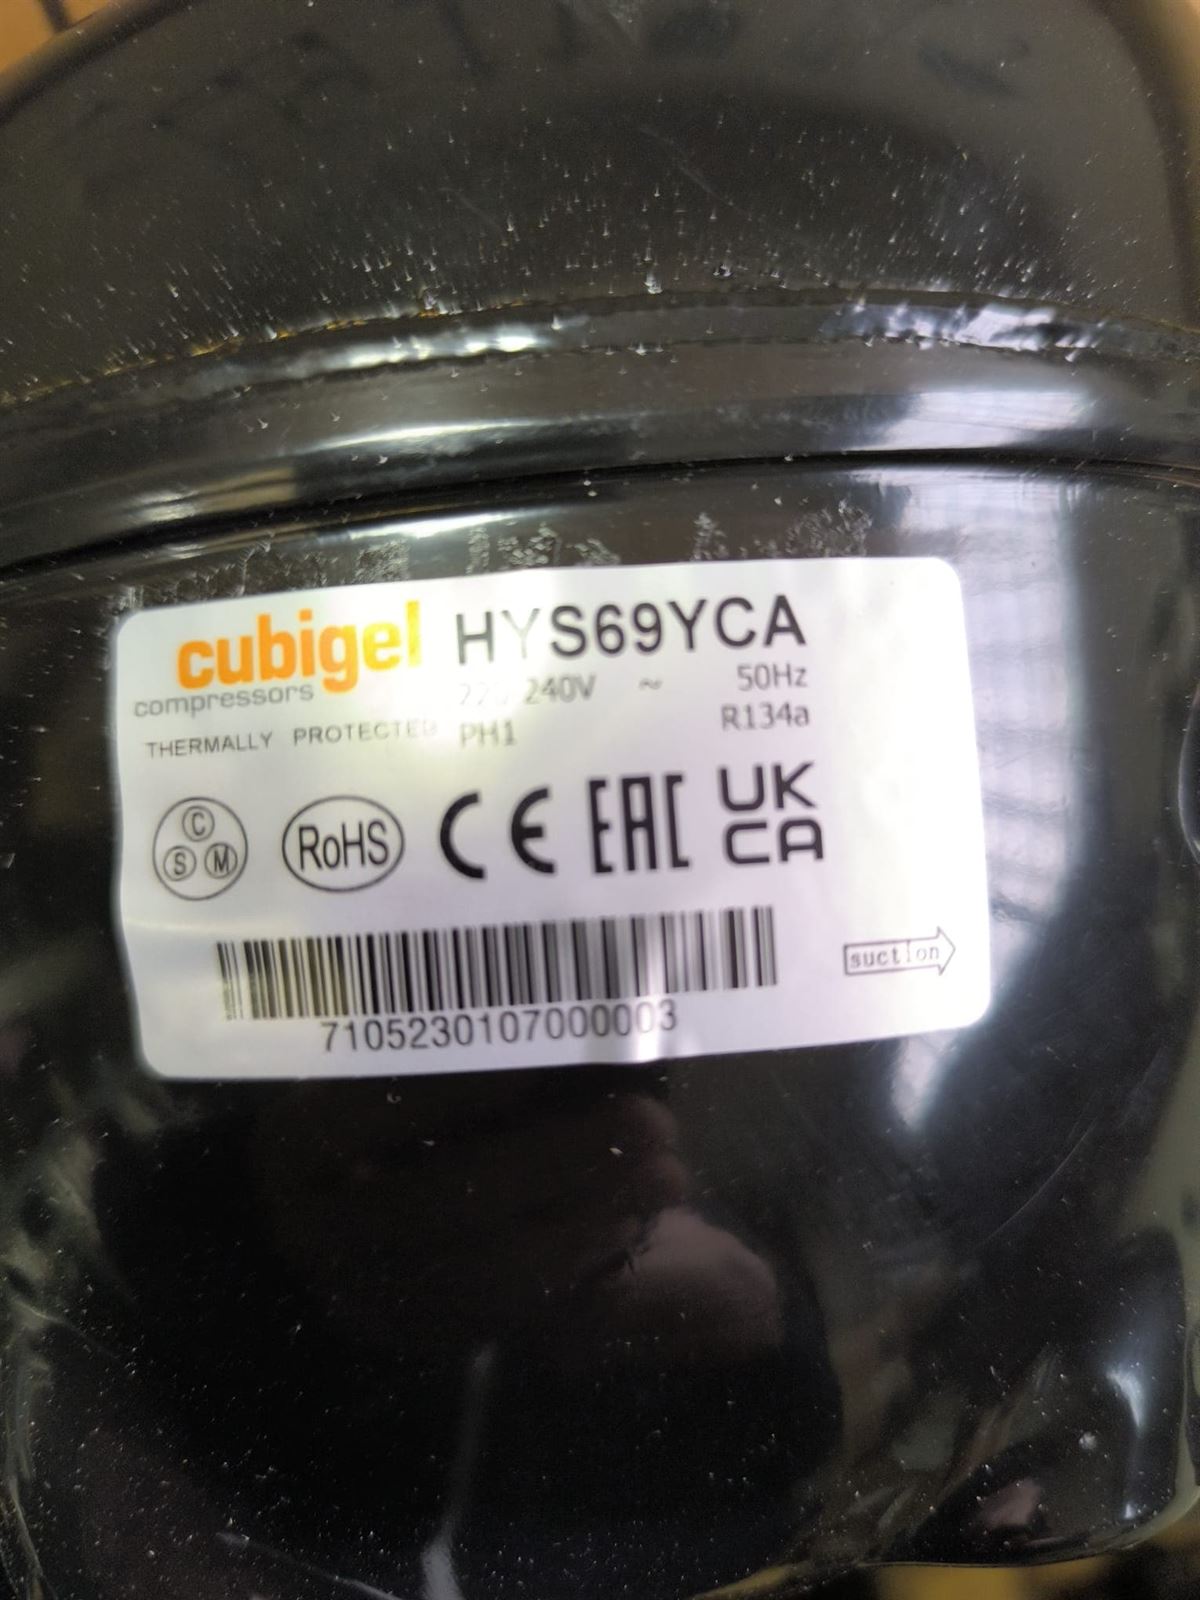 cubigel HYS69YCA
compressors 220-240V ~ 50Hz
THERMALLY PROTECTED PH1 R134a
C
S M
RoHS
CE
EAC
UK
CA
suction
7105230107000003